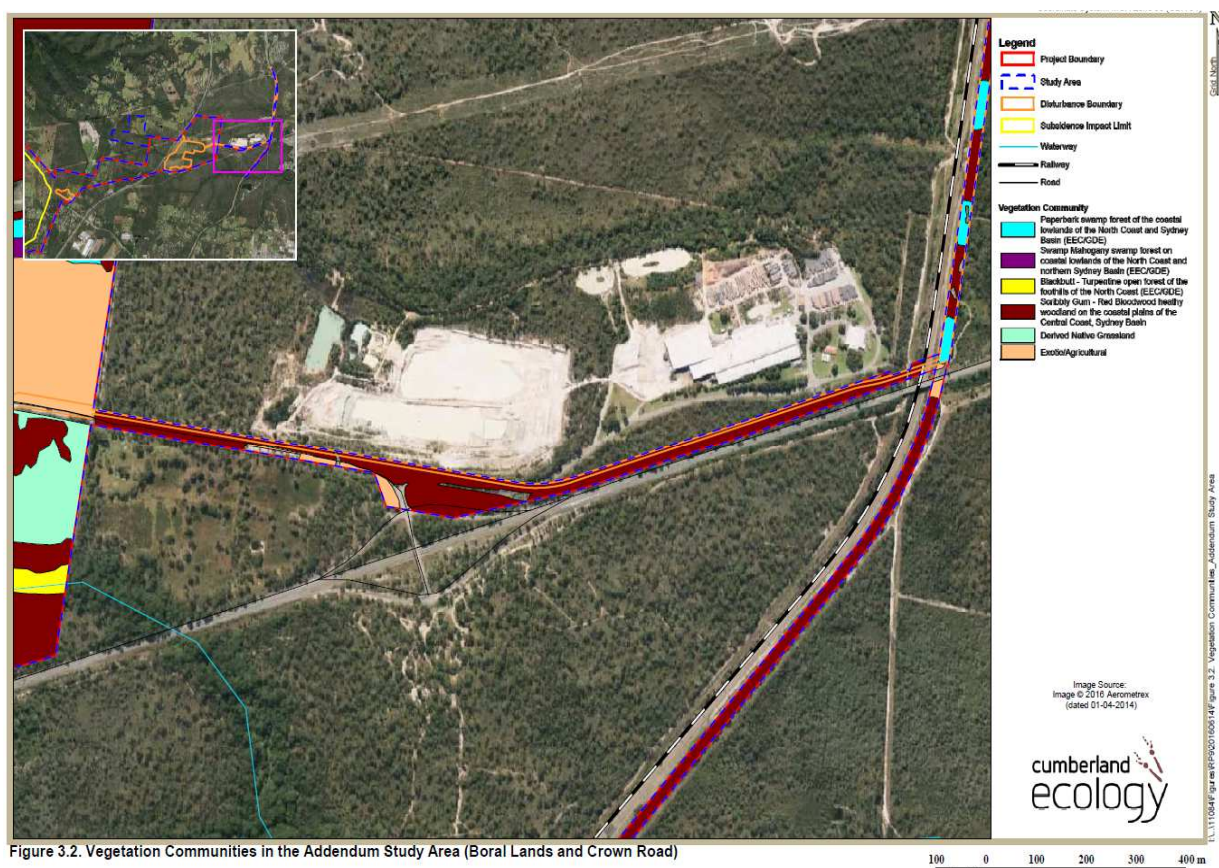 N
Grid North
Legend
Project Boundary
Study Area
Disturbance Boundary
Subsidence Impact Limit
Waterway
Railway
Road
Vegetation Community
Paperbark swamp forest of the coastal
lowlands of the North Coast and Sydney
Basin (EEC/GDE)
Swamp Mahogany swamp forest on
coastal lowlands of the North Coast and
northern Sydney Basin (EEC/GDE)
Blackbutt - Turpentine open forest of the
foothills of the North Coast (EEC/GDE)
Scribbly Gum - Red Bloodwood heathy
woodland on the coastal plains of the
Central Coast, Sydney Basin
Derived Native Grassland
Exotic/Agricultural
Image Source:
Image © 2016 Aerometrex
(dated 01-04-2014)
cumberland
ecology
Figure 3.2. Vegetation Communities_Addendum Study Area
Figure 3.2. Vegetation Communities in the Addendum Study Area (Boral Lands and Crown Road)
100 0 100 200 300 400 m